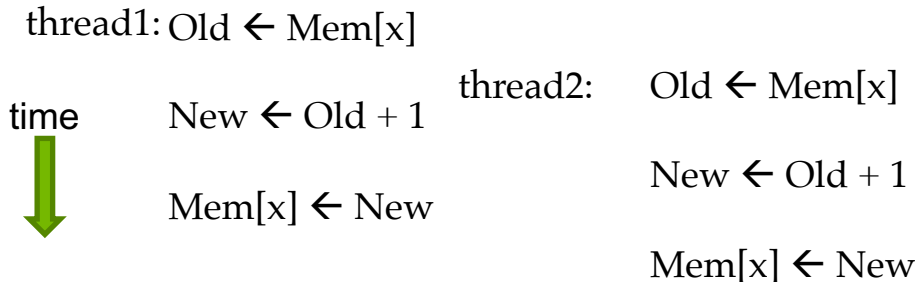 thread1: Old ← Mem[x]
thread2: Old ← Mem[x]
time New ← Old + 1
New ← Old + 1
Mem[x] ← New
Mem[x] ← New